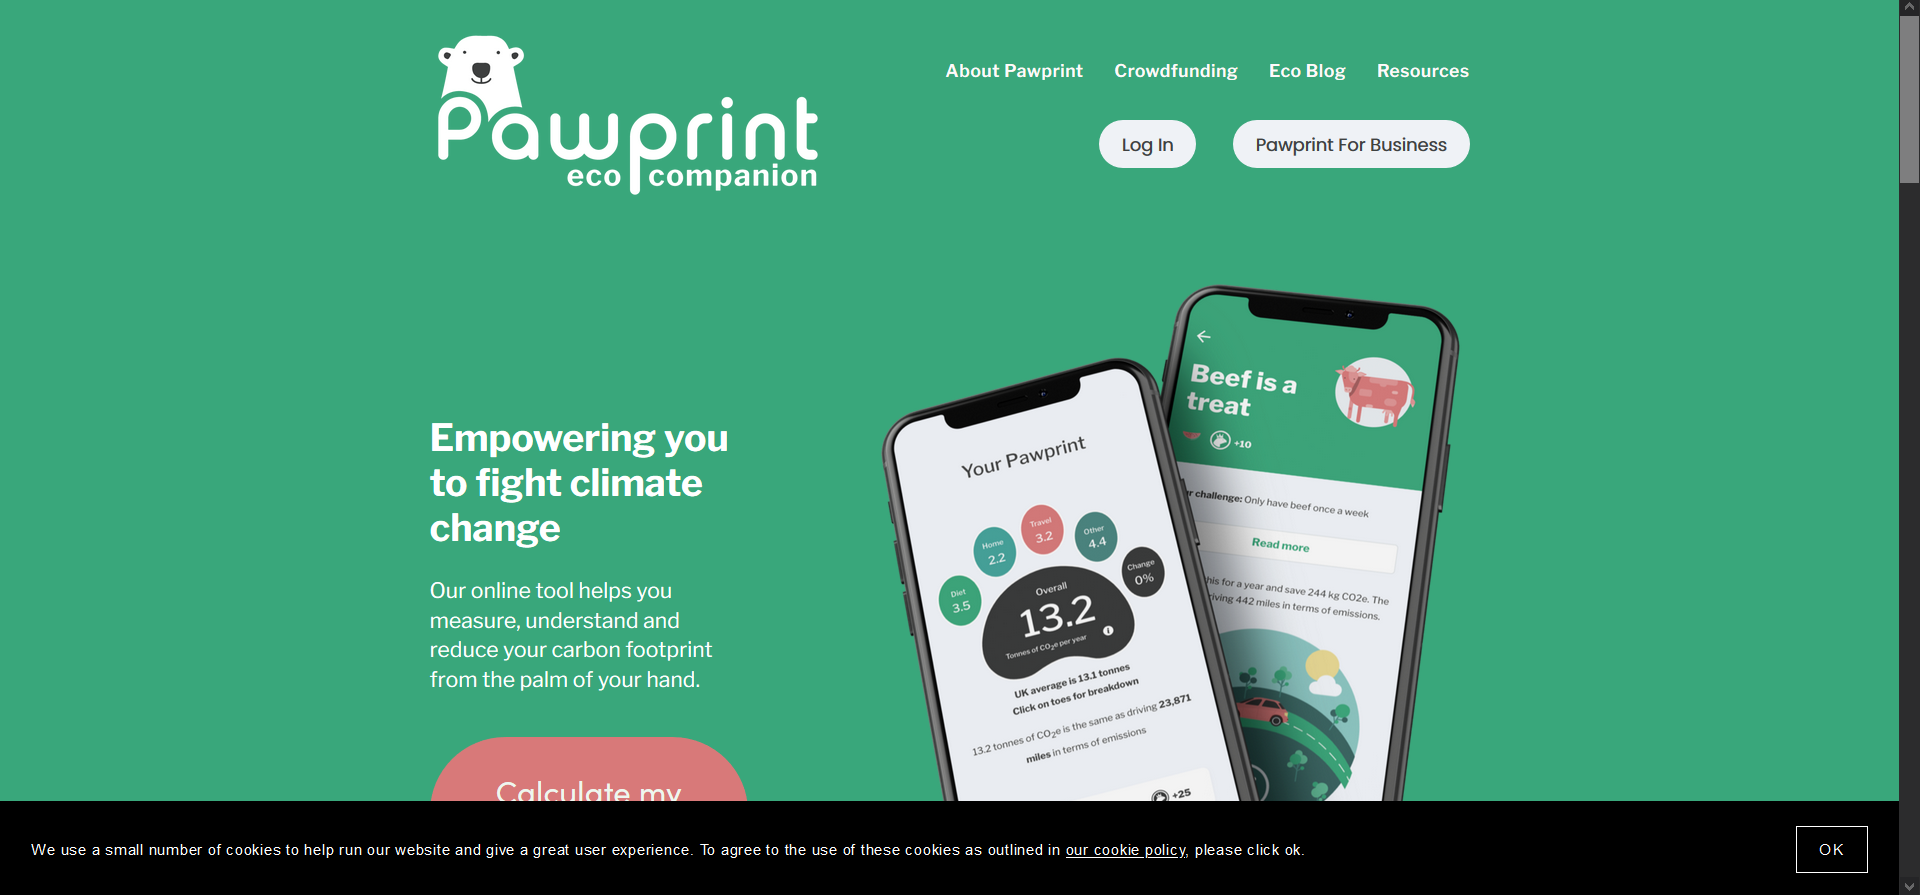 Pawprint
eco companion
About Pawprint
Crowdfunding
Eco Blog
Resources
Log In
Pawprint For Business
Empowering you
to fight climate
change
Our online tool helps you
measure, understand and
reduce your carbon footprint
from the palm of your hand.
Calculate my
Your Pawprint
Diet
3.5
Home
2.2
Travel
3.2
Other
4.4
Change
0%
Overall
13.2
Tonnes of CO2e per year
UK average is 13.1 tonnes
Click on toes for breakdown
13.2 tonnes of CO2e is the same as driving 23,871
miles in terms of emissions
+25
Beef is a
treat
+10
challenge: Only have beef once a week
Read more
this for a year and save 244 kg CO2e. The
driving 442 miles in terms of emissions.
We use a small number of cookies to help run our website and give a great user experience. To agree to the use of these cookies as outlined in our cookie policy, please click ok.
OK